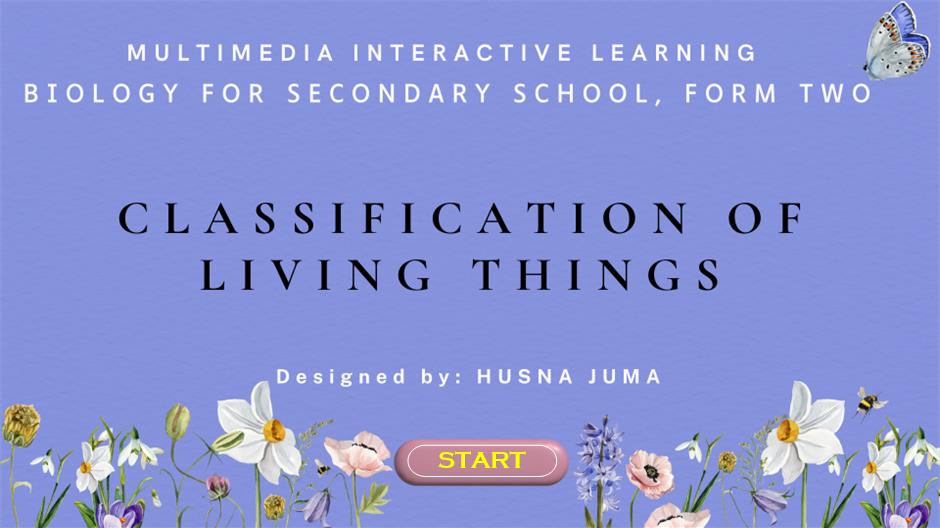 MULTIMEDIA INTERACTIVE LEARNING
BIOLOGY FOR SECONDARY SCHOOL, FORM TWO
CLASSIFICATION OF
LIVING THINGS
Designed by: HUSNA JUMA
START